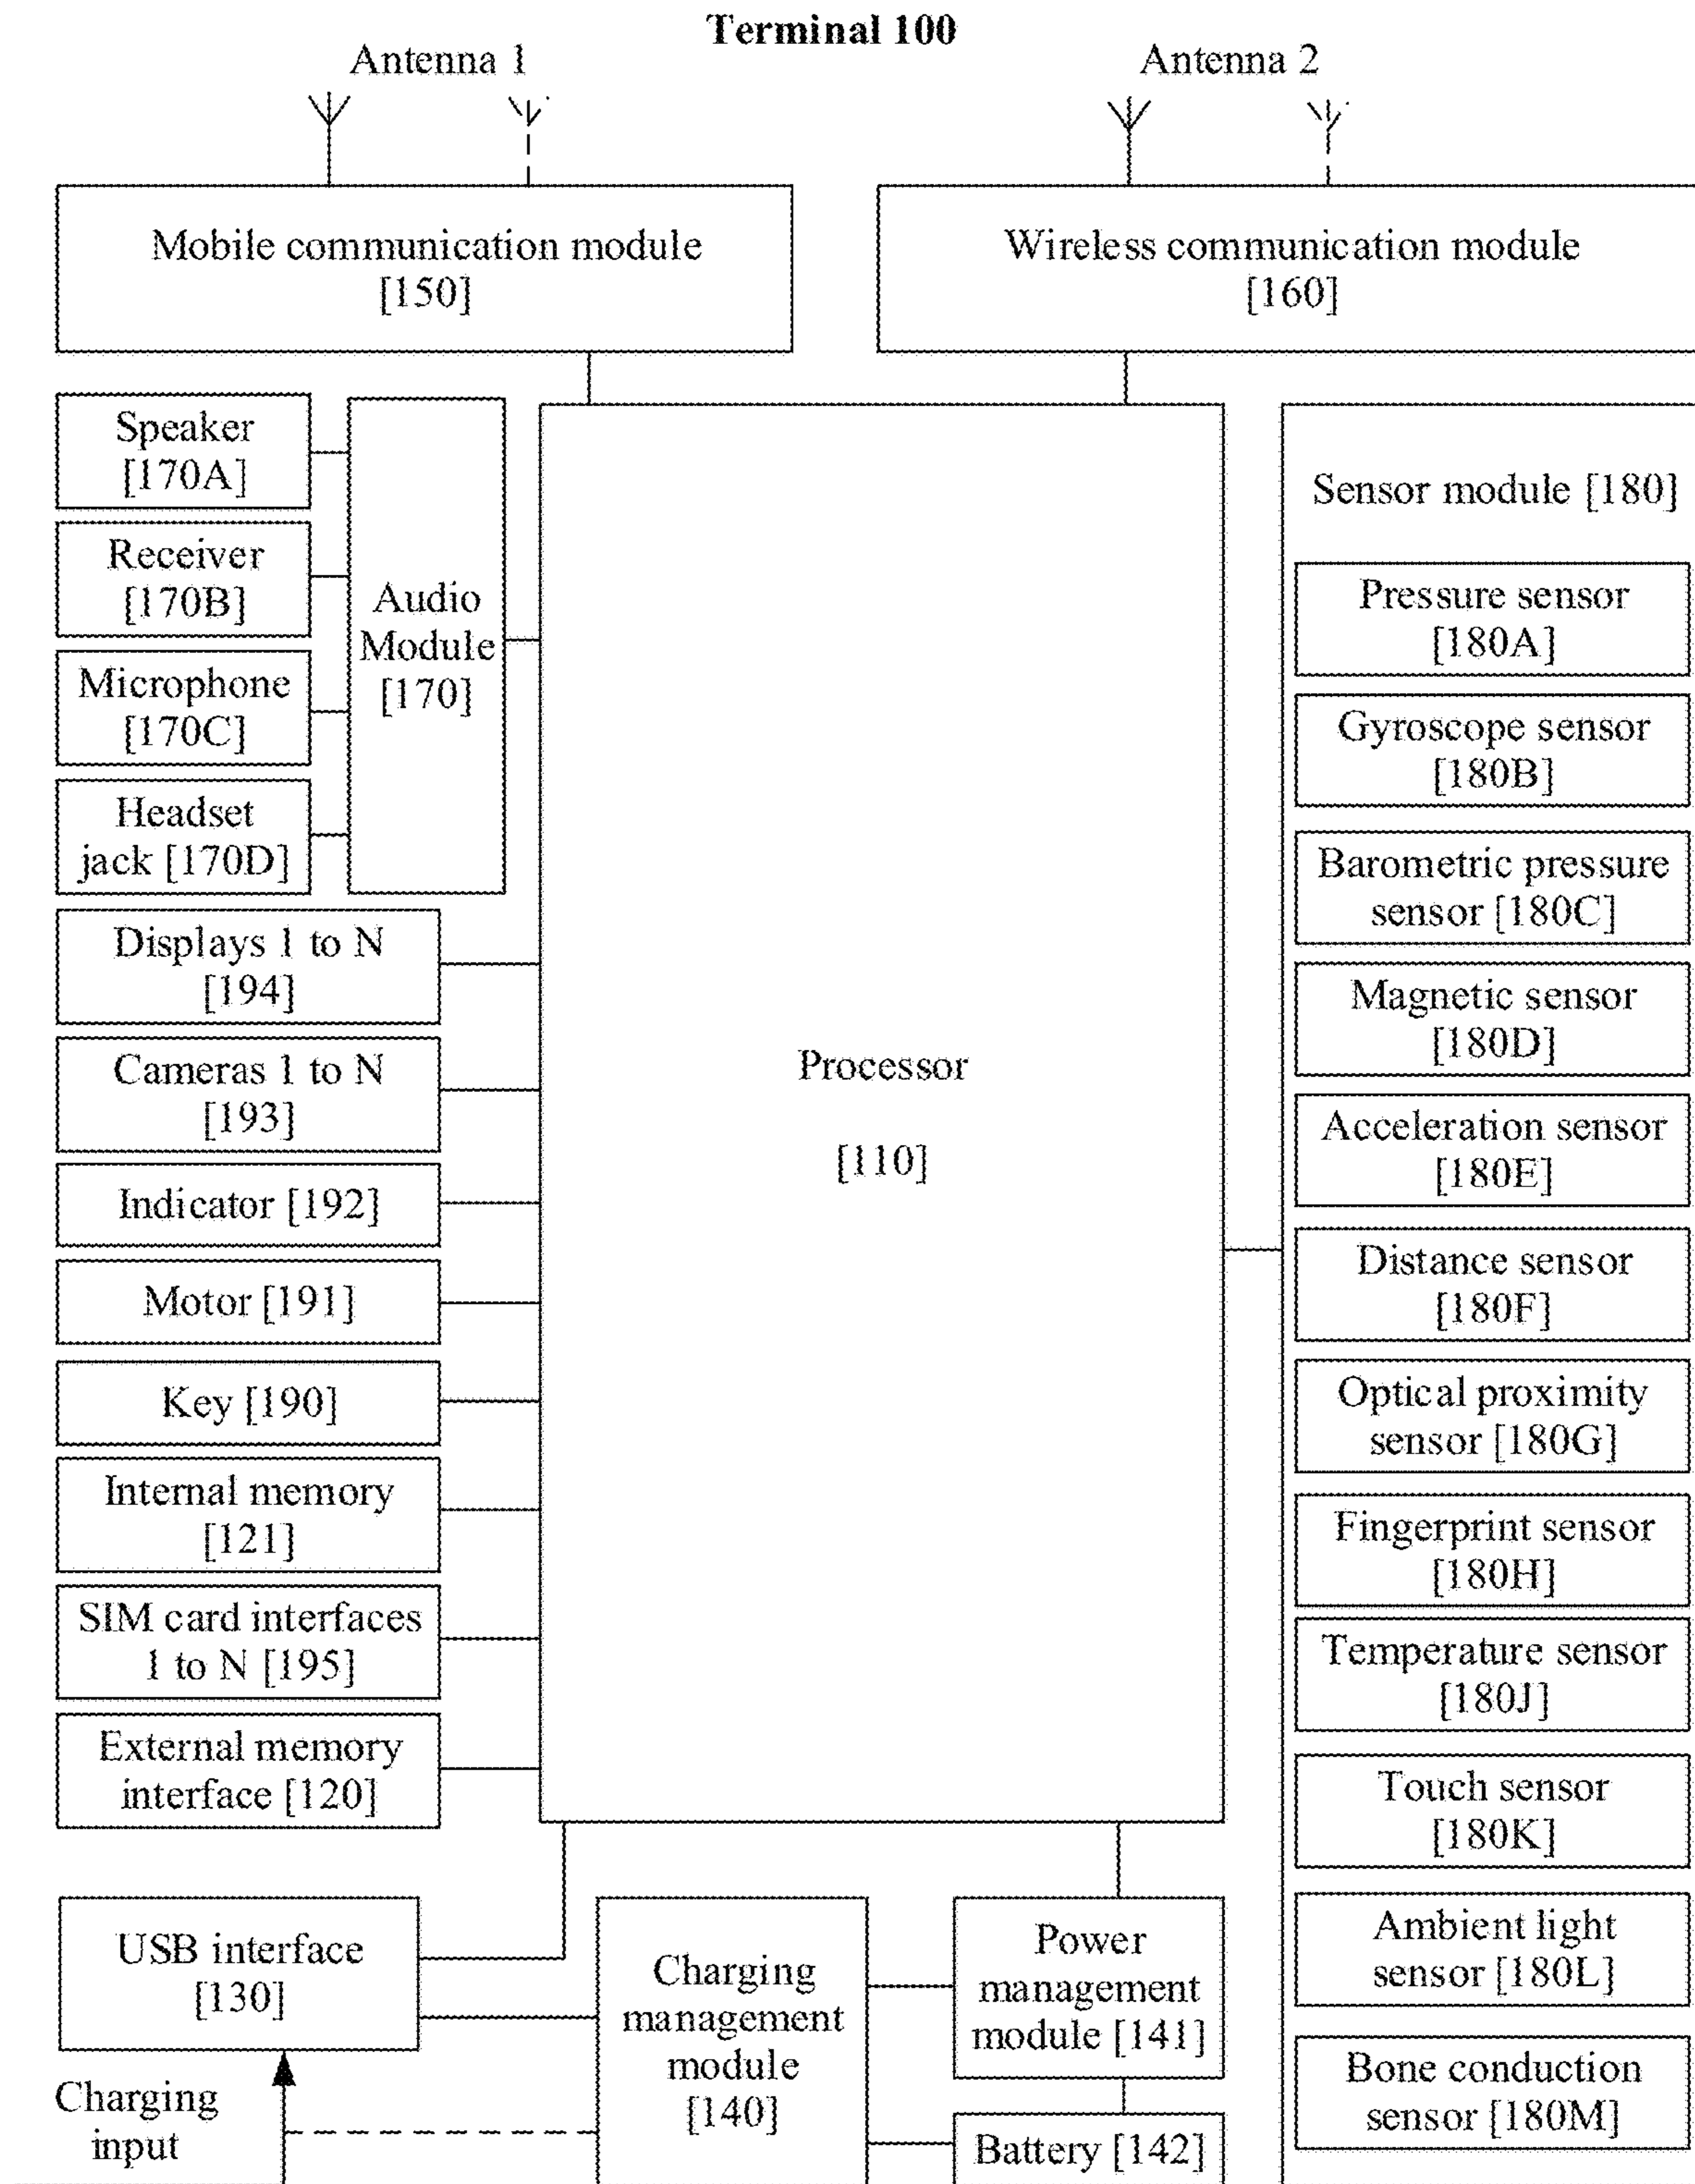 Terminal 100
Antenna 1
Antenna 2
Mobile communication module
[150]
Wireless communication module
[160]
Speaker
[170A]
Receiver
[170B]
Microphone
[170C]
Headset
jack [170D]
Audio
Module
[170]
Displays 1 to N
[194]
Cameras 1 to N
[193]
Indicator [192]
Motor [191]
Key [190]
Internal memory
[121]
SIM card interfaces
1 to N [195]
External memory
interface [120]
Processor
[110]
Sensor module [180]
Pressure sensor
[180A]
Gyroscope sensor
[180B]
Barometric pressure
sensor [180C]
Magnetic sensor
[180D]
Acceleration sensor
[180E]
Distance sensor
[180F]
Optical proximity
sensor [180G]
Fingerprint sensor
[180H]
Temperature sensor
[180J]
Touch sensor
[180K]
Ambient light
sensor [180L]
Bone conduction
sensor [180M]
USB interface
[130]
Charging
input
Charging
management
module
[140]
Power
management
module [141]
Battery [142]